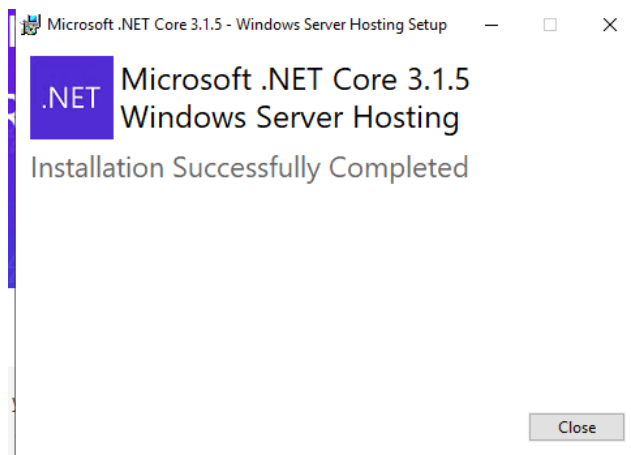 Microsoft .NET Core 3.1.5 - Windows Server Hosting Setup
.NET
Microsoft .NET Core 3.1.5
Windows Server Hosting
Installation Successfully Completed
Close